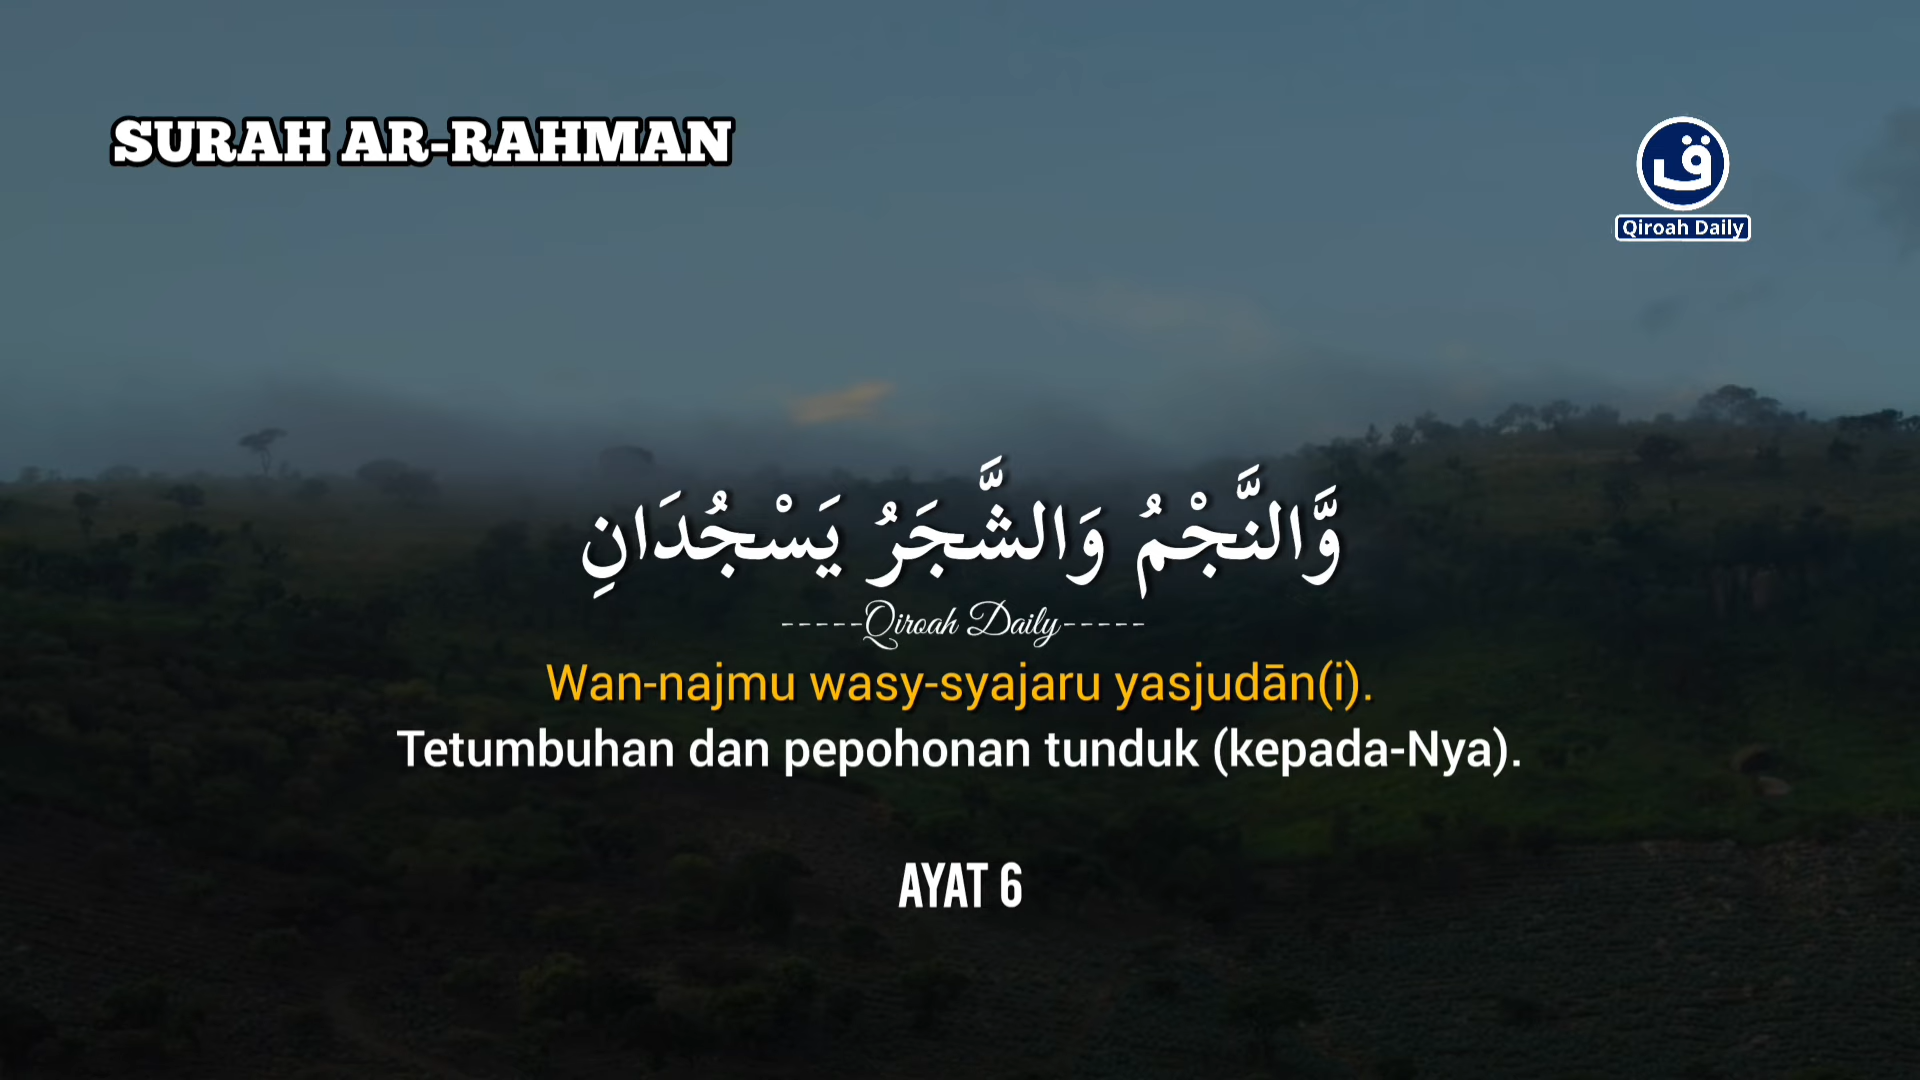 SURAH AR-RAHMAN
ق
Qiroah Daily
وَّالنَّجْمُ وَالشَّجَرُ يَسْجُدَانِ
-----Qiroah Daily-----
Wan-najmu wasy-syajaru yasjudān(i).
Tetumbuhan dan pepohonan tunduk (kepada-Nya).
AYAT 6